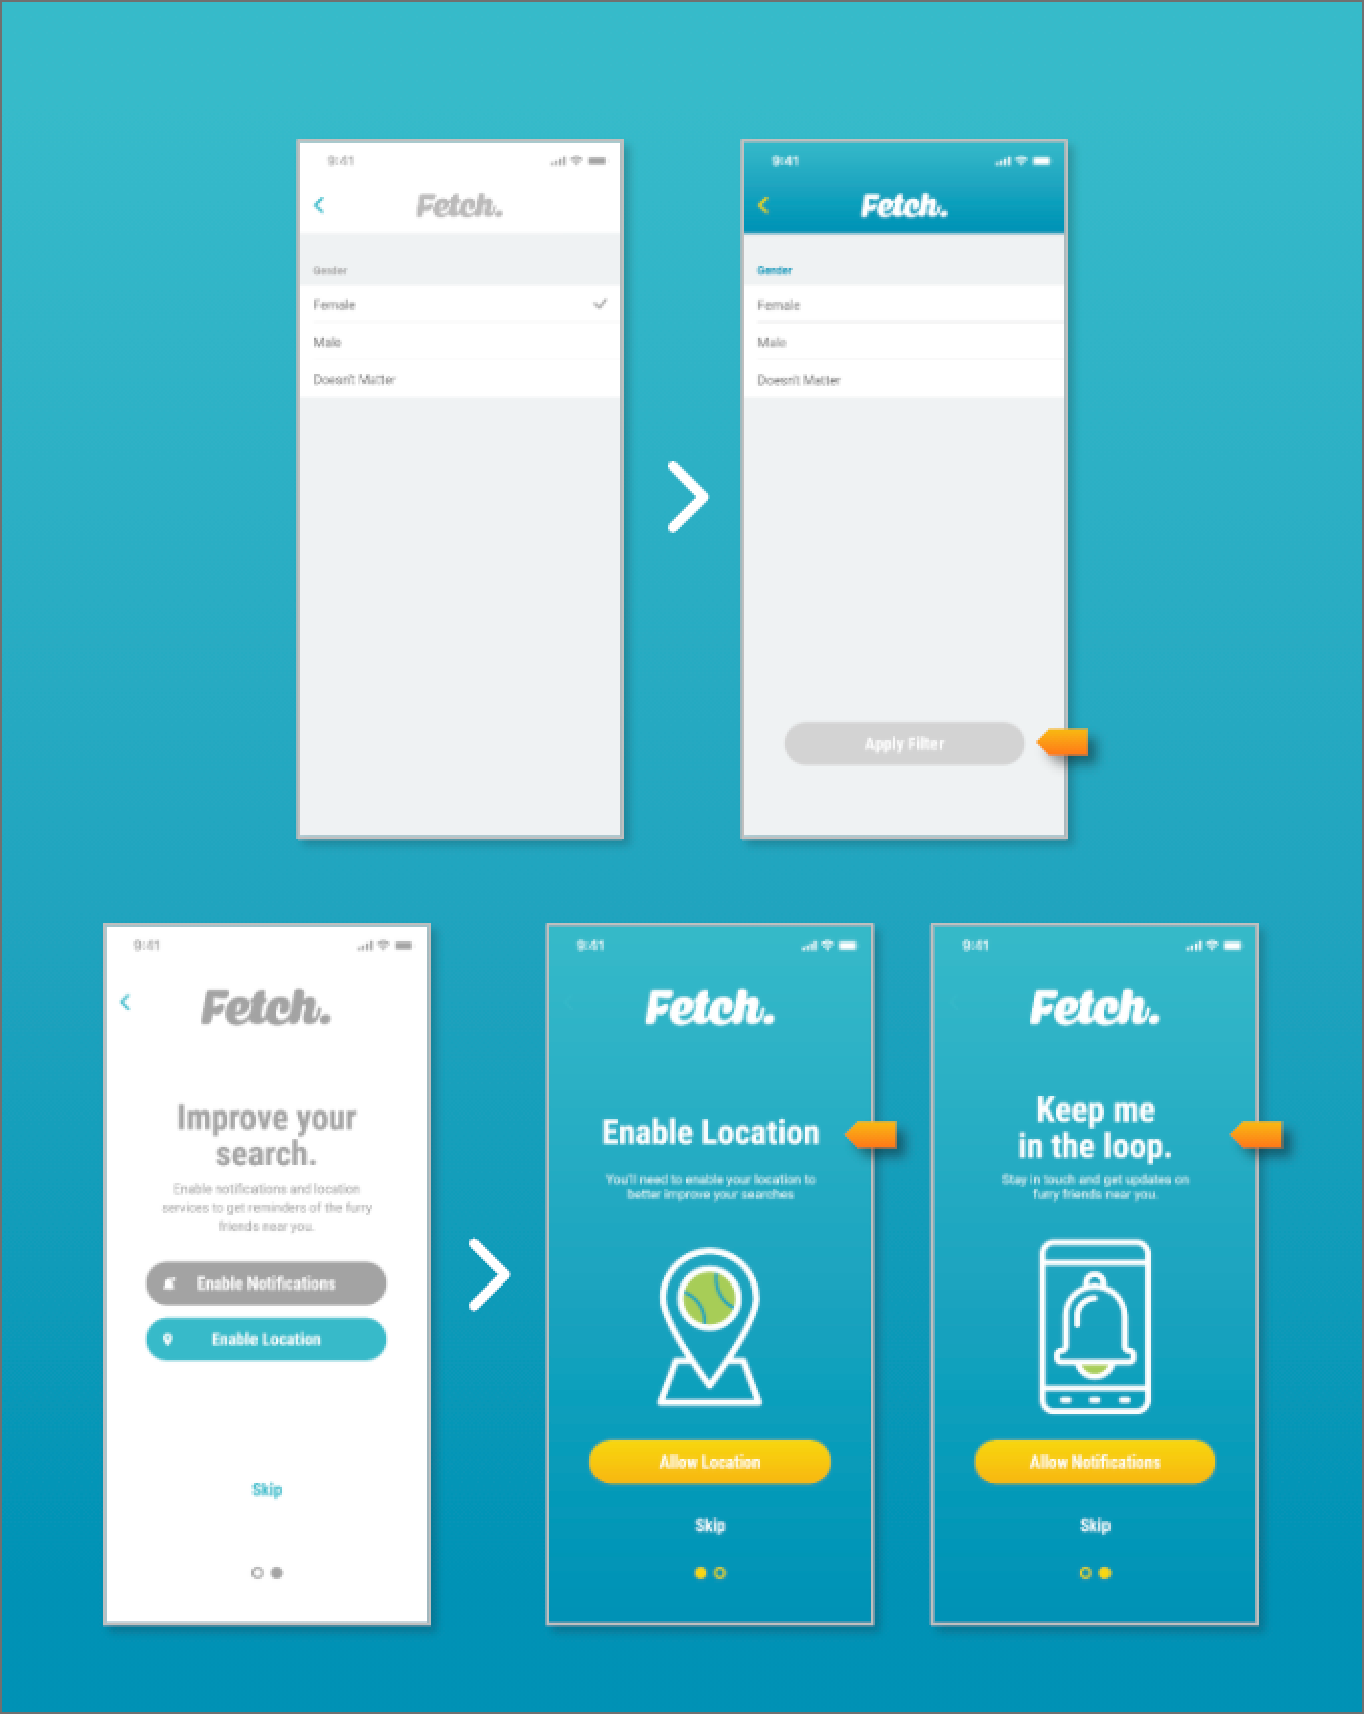 9:41
Fetch.
Gender
Female
Male
Doesn't Matter
9:41
Fetch.
Gender
Female
Male
Doesn't Matter
Apply Filter
9:41
Fetch.
Improve your
search.
Enable notifications and location
services to get reminders of the furry
friends near you.
Enable Notifications
Enable Location
Skip
9:41
Fetch.
Enable Location
You'll need to enable your location to
better improve your searches
Allow Location
Skip
9:41
Fetch.
Keep me
in the loop.
Stay in touch and get updates on
furry friends near you.
Allow Notifications
Skip